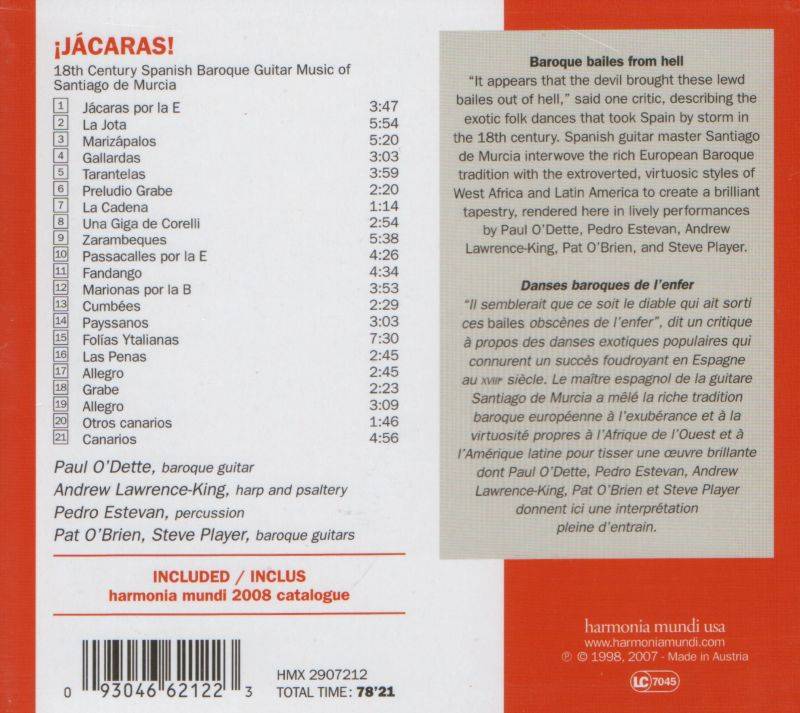 ¡JÁCARAS!
18th Century Spanish Baroque Guitar Music of
Santiago de Murcia
1 Jácaras por la E 3:47
2 La Jota 5:54
3 Marizápalos 5:20
4 Gallardas 3:03
5 Tarantelas 3:59
6 Preludio Grabe 2:20
7 La Cadena 1:14
8 Una Giga de Corelli 2:54
9 Zarambeques 5:38
10 Passacalles por la E 4:26
11 Fandango 4:34
12 Marionas por la B 3:53
13 Cumbées 2:29
14 Payssanos 3:03
15 Folías Ytalianas 7:30
16 Las Penas 2:45
17 Allegro 2:45
18 Grabe 2:23
19 Allegro 3:09
20 Otros canarios 1:46
21 Canarios 4:56
Paul O'Dette, baroque guitar
Andrew Lawrence-King, harp and psaltery
Pedro Estevan, percussion
Pat O'Brien, Steve Player, baroque guitars
INCLUDED / INCLUS
harmonia mundi 2008 catalogue
0 93046 62122 3
HMX 2907212
TOTAL TIME: 78'21
Baroque bailes from hell
"It appears that the devil brought these lewd
bailes out of hell," said one critic, describing the
exotic folk dances that took Spain by storm in
the 18th century. Spanish guitar master Santiago
de Murcia interwove the rich European Baroque
tradition with the extroverted, virtuosic styles of
West Africa and Latin America to create a brilliant
tapestry, rendered here in lively performances
by Paul O'Dette, Pedro Estevan, Andrew
Lawrence-King, Pat O'Brien, and Steve Player.
Danses baroques de l'enfer
"Il semblerait que ce soit le diable qui ait sorti
ces bailes obscènes de l'enfer", dit un critique
à propos des danses exotiques populaires qui
connurent un succès foudroyant en Espagne
au XVIIIe siècle. Le maître espagnol de la guitare
Santiago de Murcia a mêlé la riche tradition
baroque européenne à l'exubérance et à la
virtuosité propres à l'Afrique de l'Ouest et à
l'Amérique latine pour tisser une œuvre brillante
dont Paul O'Dette, Pedro Estevan, Andrew
Lawrence-King, Pat O'Brien et Steve Player
donnent ici une interprétation
pleine d'entrain.
harmonia mundi usa
www.harmoniamundi.com
℗ © 1998, 2007 - Made in Austria
LC 7045